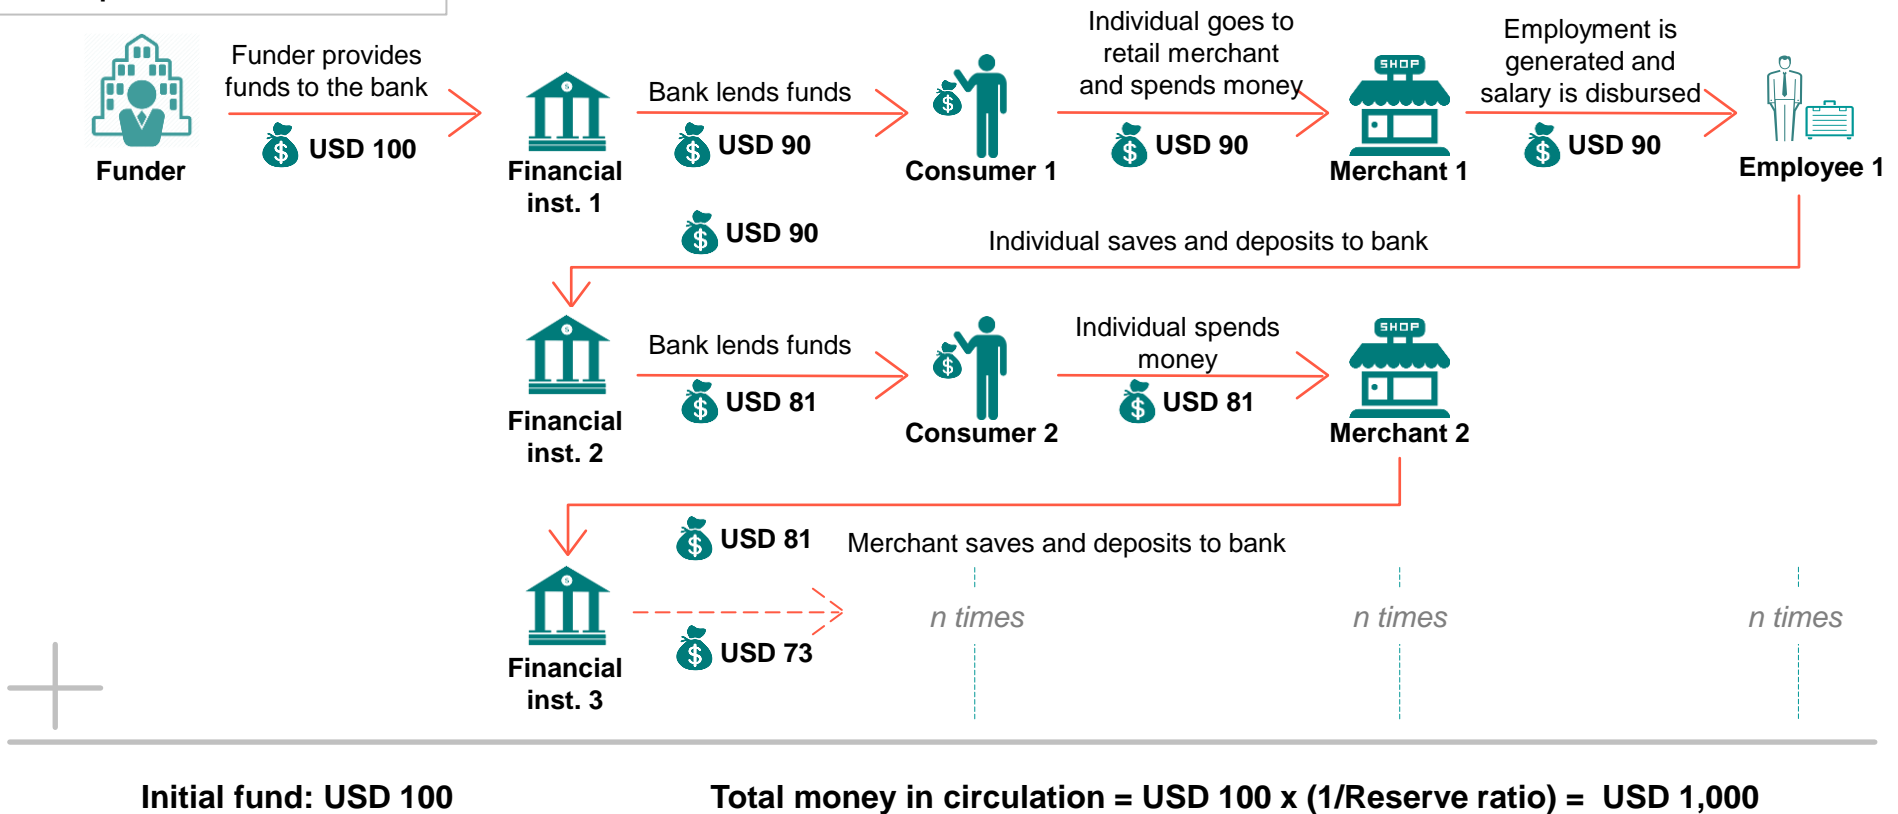 Funder provides
funds to the bank
USD 100
Funder
Financial
inst. 1
Bank lends funds
USD 90
Consumer 1
Individual goes to
retail merchant
and spends money
USD 90
SHOP
Merchant 1
Employment is
generated and
salary is disbursed
USD 90
Employee 1
USD 90
Individual saves and deposits to bank
Financial
inst. 2
Bank lends funds
USD 81
Consumer 2
Individual spends
money
USD 81
SHOP
Merchant 2
USD 81
Merchant saves and deposits to bank
Financial
inst. 3
USD 73
n times
n times
n times
Initial fund: USD 100
Total money in circulation = USD 100 x (1/Reserve ratio) = USD 1,000